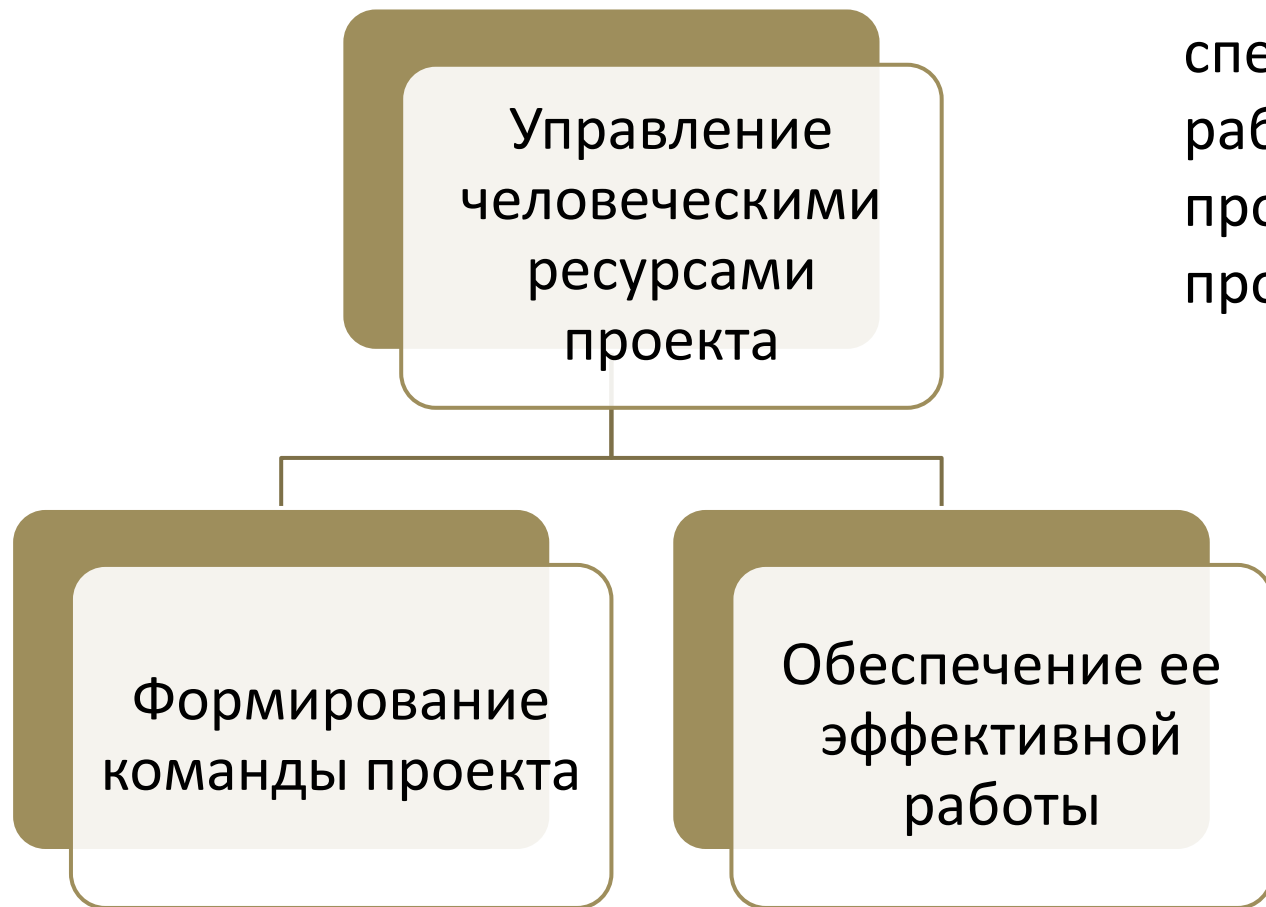 Управление
человеческими
ресурсами
проекта
Формирование
команды проекта
Обеспечение ее
эффективной
работы